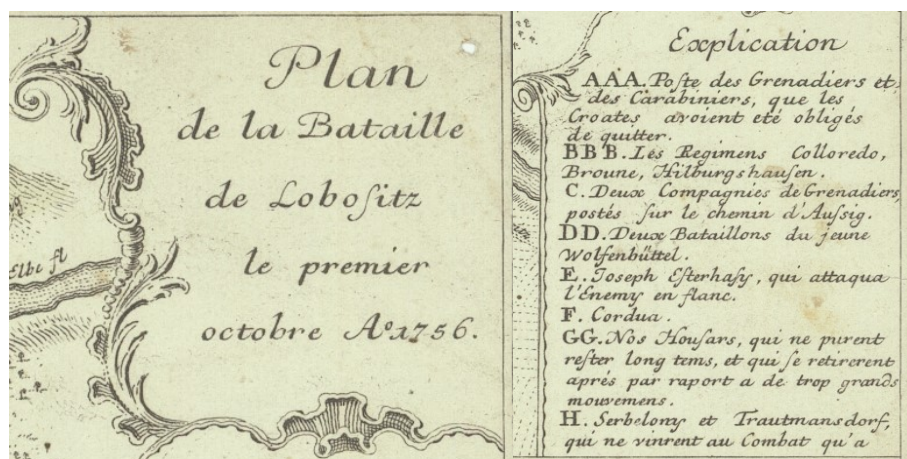 Plan
de la Bataille
de Loboſitz
le premier
octobre Aº. 1756.
Elbe fl
Explication
AAA. Poſte des Grenadiers et
des Carabiniers, que les
Croates avoient eté obligés
de quitter.
BBB. Les Regimens Colloredo,
Broune, Hilburgshauſen.
C. Deux Compagnies de Grenadiers,
postés ſur le chemin d'Auſsig.
DD. Deux Bataillons du jeune
Wolfenbüttel.
E. Joseph Eſterhaſy, qui attaqua
l'Enemy en flanc.
F. Cordua.
GG. Nos Houſars, qui ne purent
reſter long tems, et qui ſe retirerent
aprés par raport a de trop grands
mouvemens.
H. Serbelony et Trautmansdorf,
qui ne vinrent au Combat qu'a